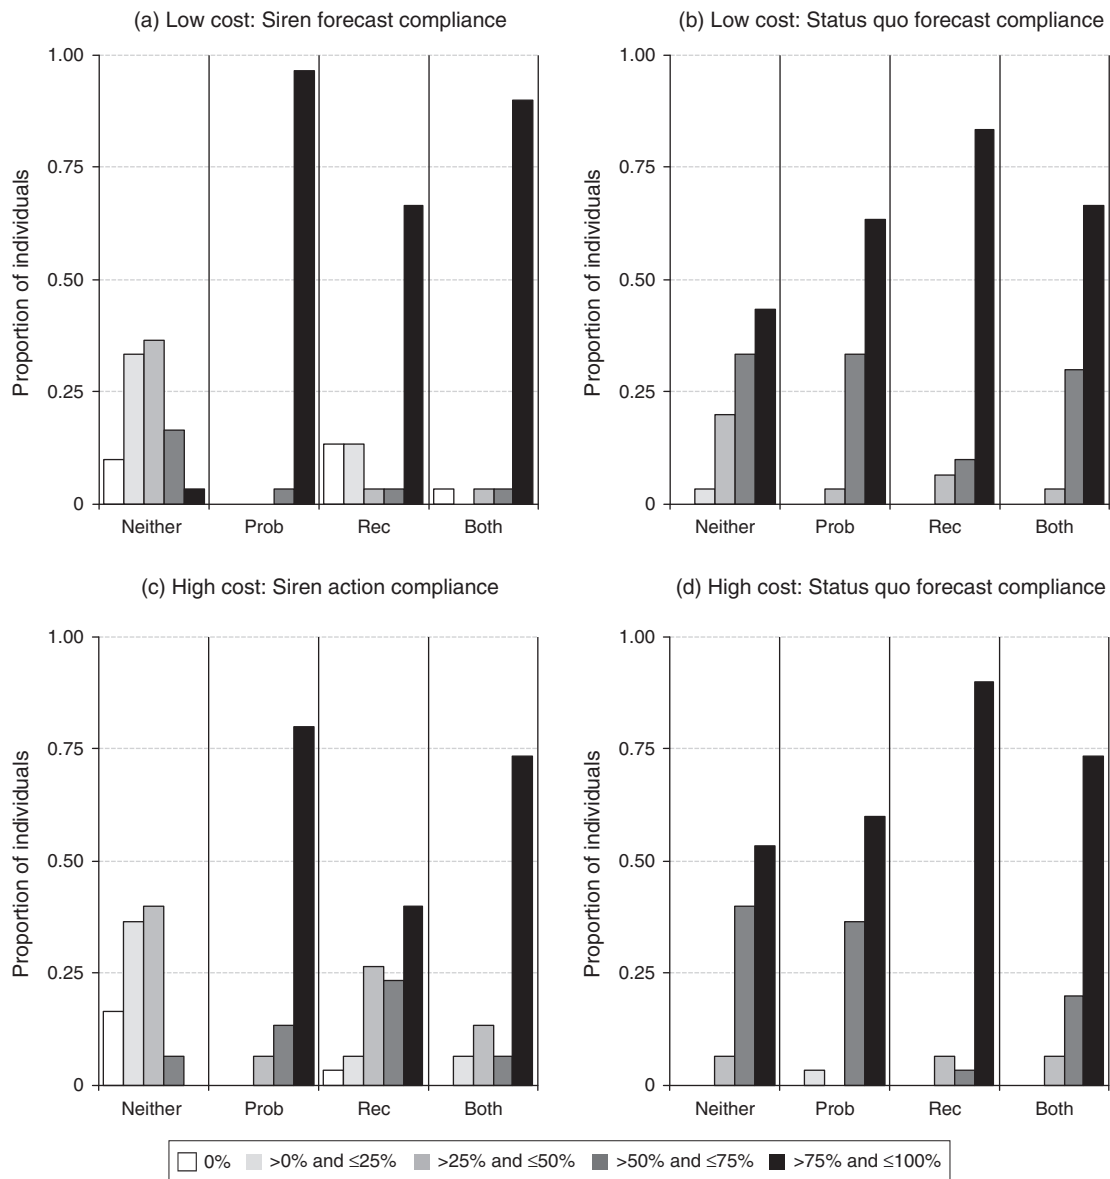 (a) Low cost: Siren forecast compliance
(b) Low cost: Status quo forecast compliance
Proportion of individuals
1.00
0.75
0.50
0.25
0
Neither Prob Rec Both
Proportion of individuals
1.00
0.75
0.50
0.25
0
Neither Prob Rec Both
(c) High cost: Siren action compliance
(d) High cost: Status quo forecast compliance
Proportion of individuals
1.00
0.75
0.50
0.25
0
Neither Prob Rec Both
Proportion of individuals
1.00
0.75
0.50
0.25
0
Neither Prob Rec Both
0% >0% and ≤25% >25% and ≤50% >50% and ≤75% >75% and ≤100%